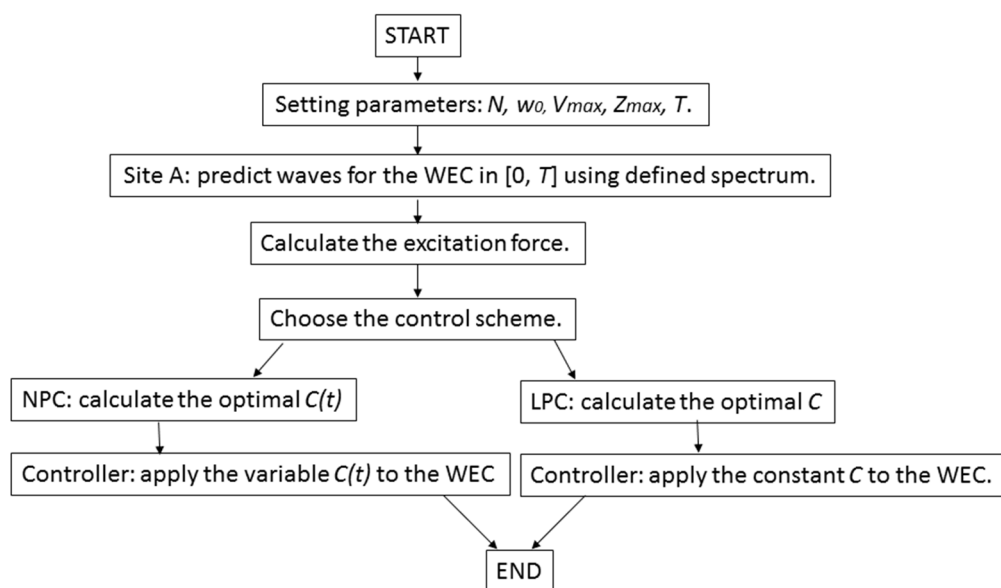 START
Setting parameters: N, w0, Vmax, Zmax, T.
Site A: predict waves for the WEC in [0, T] using defined spectrum.
Calculate the excitation force.
Choose the control scheme.
NPC: calculate the optimal C(t)
LPC: calculate the optimal C
Controller: apply the variable C(t) to the WEC
Controller: apply the constant C to the WEC.
END